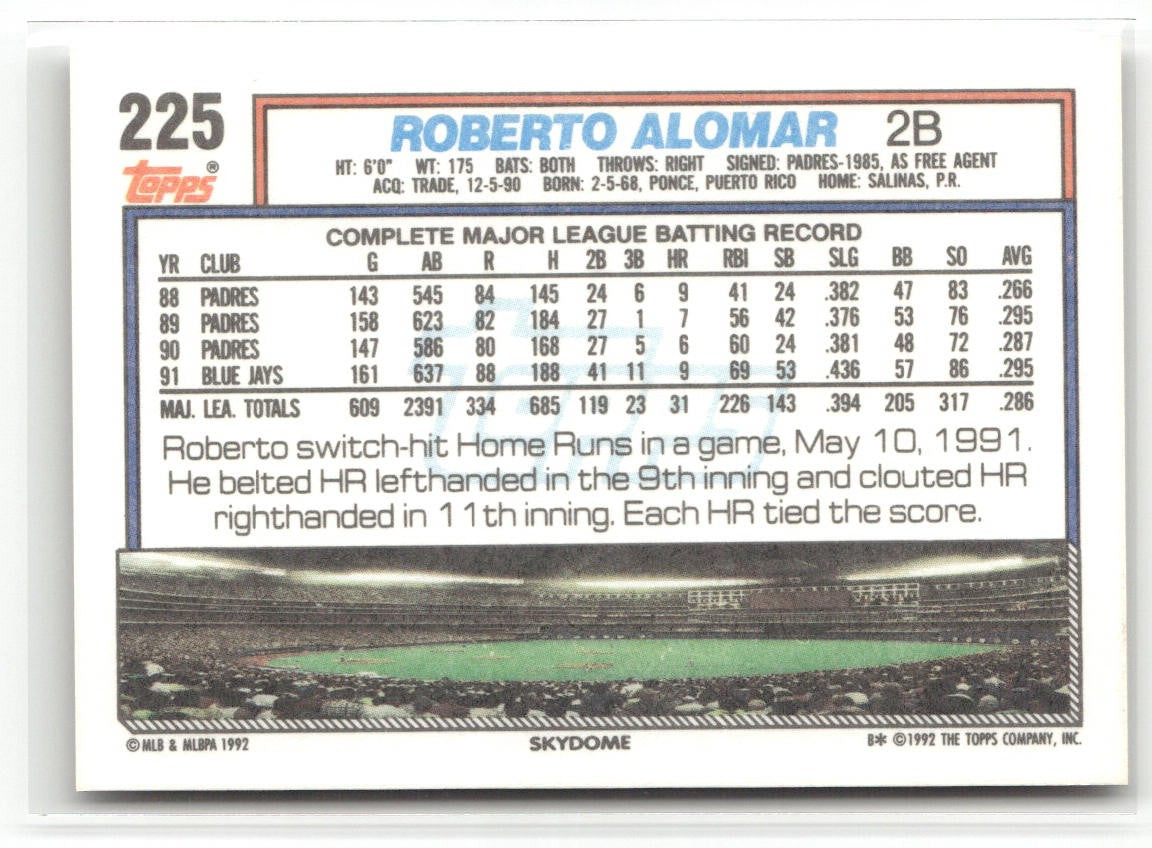 225
topps®
ROBERTO ALOMAR 2B
HT: 6'0" WT: 175 BATS: BOTH THROWS: RIGHT SIGNED: PADRES-1985, AS FREE AGENT
ACQ: TRADE, 12-5-90 BORN: 2-5-68, PONCE, PUERTO RICO HOME: SALINAS, P.R.
COMPLETE MAJOR LEAGUE BATTING RECORD
YR CLUB G AB R H 2B 3B HR RBI SB SLG BB SO AVG
88 PADRES 143 545 84 145 24 6 9 41 24 .382 47 83 .266
89 PADRES 158 623 82 184 27 1 7 56 42 .376 53 76 .295
90 PADRES 147 586 80 168 27 5 6 60 24 .381 48 72 .287
91 BLUE JAYS 161 637 88 188 41 11 9 69 53 .436 57 86 .295
MAJ. LEA. TOTALS 609 2391 334 685 119 23 31 226 143 .394 205 317 .286
topps
Roberto switch-hit Home Runs in a game, May 10, 1991.
He belted HR lefthanded in the 9th inning and clouted HR
righthanded in 11th inning. Each HR tied the score.
© MLB & MLBPA 1992 SKYDOME B* ©1992 THE TOPPS COMPANY, INC.